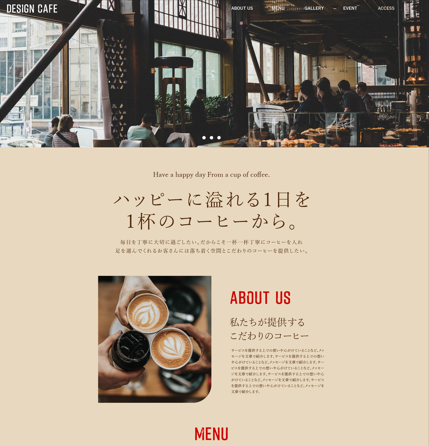 DESIGN CAFE
ABOUT US
MENU
GALLERY
EVENT
ACCESS
Have a happy day From a cup of coffee.
ハッピーに溢れる1日を
1杯のコーヒーから。
毎日を丁寧に大切に過ごしたい。だからこそ一杯一杯丁寧にコーヒーを入れ
足を運んでくれるお客さんには落ち着く空間とこだわりのコーヒーを提供したい。
ABOUT US
私たちが提供する
こだわりのコーヒー
MENU